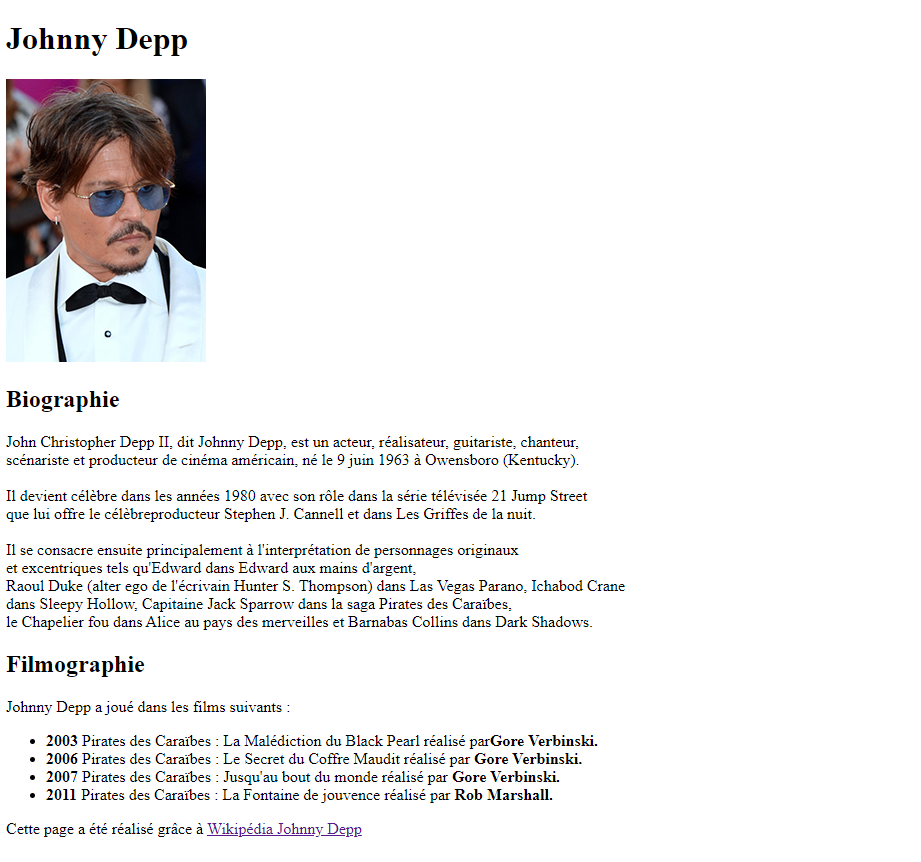 Johnny Depp
Biographie
John Christopher Depp II, dit Johnny Depp, est un acteur, réalisateur, guitariste, chanteur,
scénariste et producteur de cinéma américain, né le 9 juin 1963 à Owensboro (Kentucky).
Il devient célèbre dans les années 1980 avec son rôle dans la série télévisée 21 Jump Street
que lui offre le célèbreproducteur Stephen J. Cannell et dans Les Griffes de la nuit.
Il se consacre ensuite principalement à l'interprétation de personnages originaux
et excentriques tels qu'Edward dans Edward aux mains d'argent,
Raoul Duke (alter ego de l'écrivain Hunter S. Thompson) dans Las Vegas Parano, Ichabod Crane
dans Sleepy Hollow, Capitaine Jack Sparrow dans la saga Pirates des Caraïbes,
le Chapelier fou dans Alice au pays des merveilles et Barnabas Collins dans Dark Shadows.
Filmographie
Johnny Depp a joué dans les films suivants :
• 2003 Pirates des Caraïbes : La Malédiction du Black Pearl réalisé parGore Verbinski.
• 2006 Pirates des Caraïbes : Le Secret du Coffre Maudit réalisé par Gore Verbinski.
• 2007 Pirates des Caraïbes : Jusqu'au bout du monde réalisé par Gore Verbinski.
• 2011 Pirates des Caraïbes : La Fontaine de jouvence réalisé par Rob Marshall.
Cette page a été réalisé grâce à Wikipédia Johnny Depp